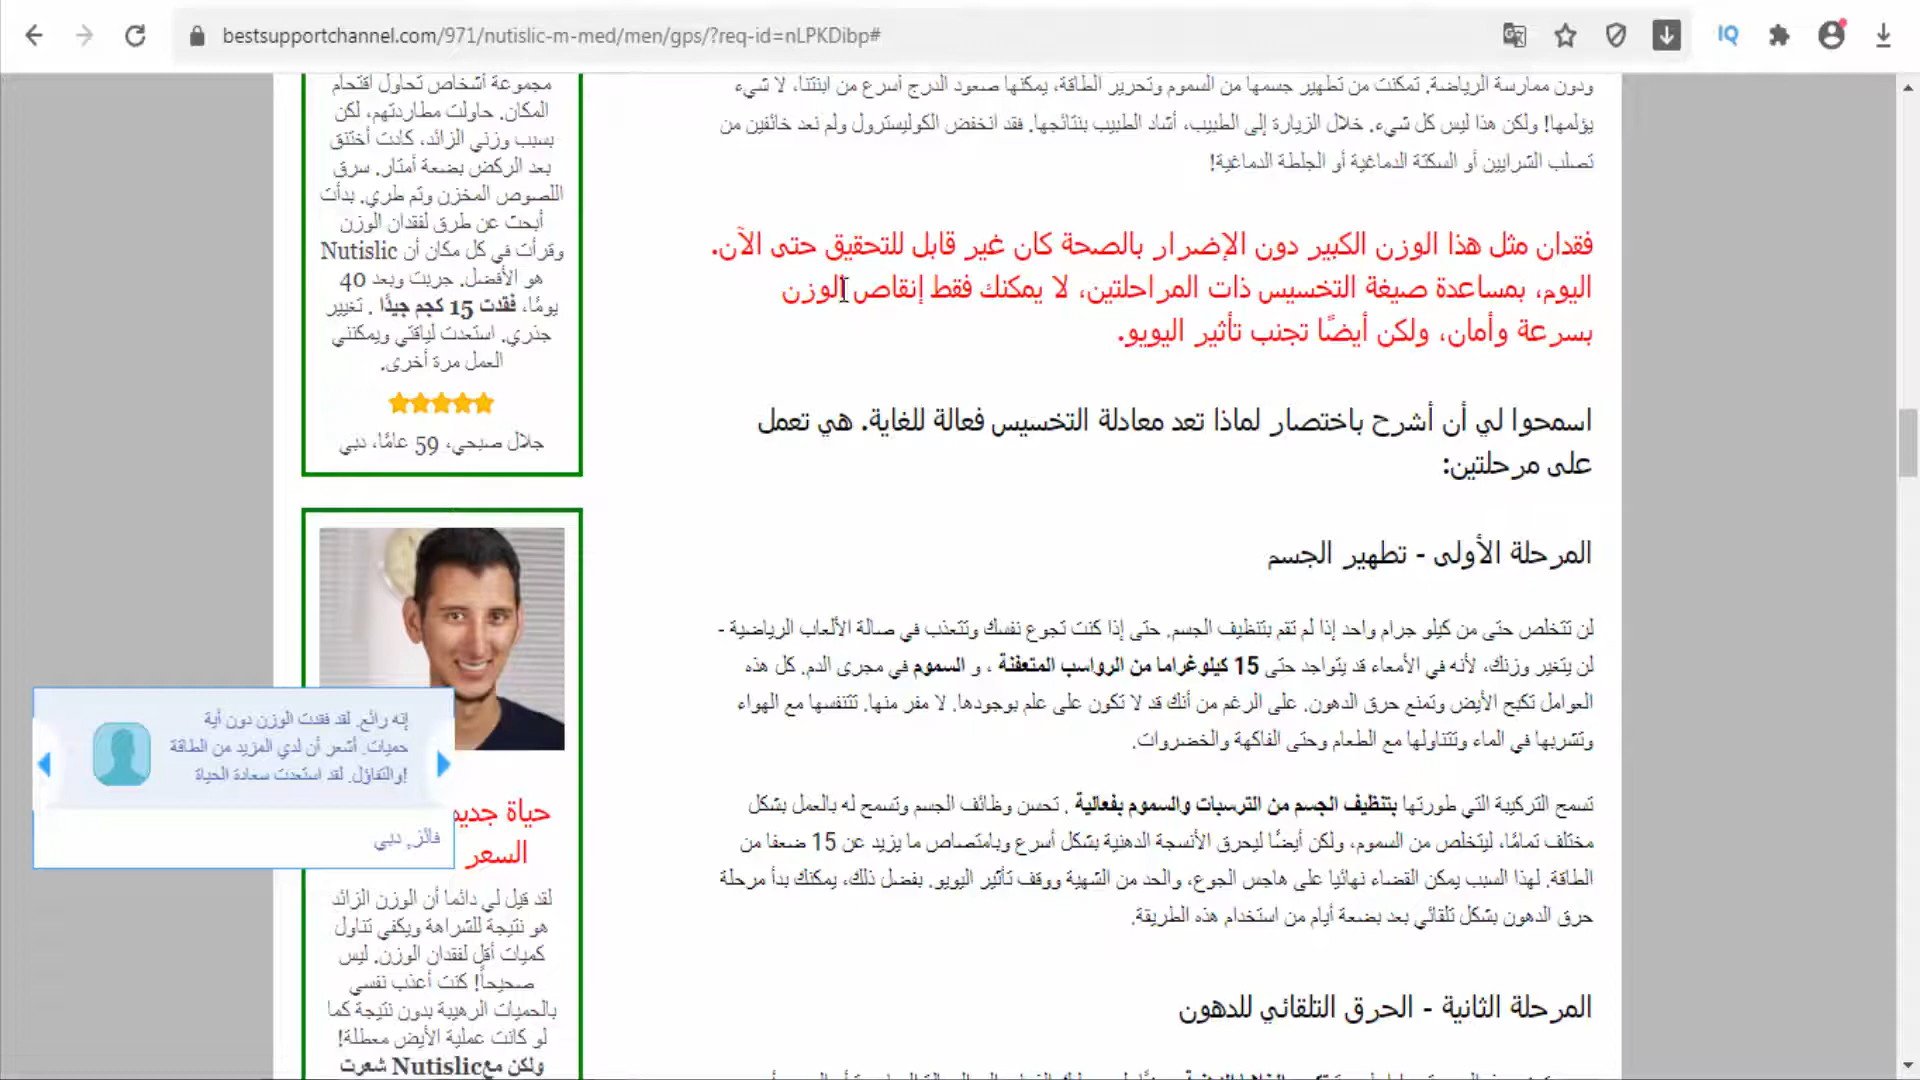 bestsupportchannel.com/971/nutislic-m-med/men/gps/?req-id=nLPKDibp#
IQ
ودون ممارسة الرياضة. تمكنت من تطهير جسمها من السموم وتحرير الطاقة، يمكنها صعود الدرج أسرع من ابنتنا، لا شيء
يؤلمها! ولكن هذا ليس كل شيء. خلال الزيارة إلى الطبيب، أشاد الطبيب بنتائجها. فقد انخفض الكوليسترول ولم نعد خائفين من
تصلب الشرايين أو السكتة الدماغية أو الجلطة الدماغية!
فقدان مثل هذا الوزن الكبير دون الإضرار بالصحة كان غير قابل للتحقيق حتى الآن.
اليوم، بمساعدة صيغة التخسيس ذات المراحلتين، لا يمكنك فقط إنقاص الوزن
بسرعة وأمان، ولكن أيضًا تجنب تأثير اليويو.
اسمحوا لي أن أشرح باختصار لماذا تعد معادلة التخسيس فعالة للغاية. هي تعمل
على مرحلتين:
المرحلة الأولى - تطهير الجسم
لن تتخلص حتى من كيلو جرام واحد إذا لم تقم بتنظيف الجسم. حتى إذا كنت تجوع نفسك وتتعذب في صالة الألعاب الرياضية -
لن يتغير وزنك، لأنه في الأمعاء قد يتواجد حتى 15 كيلوغراما من الرواسب المتعفنة ، و السموم في مجرى الدم. كل هذه
العوامل تكبح الأيض وتمنع حرق الدهون. على الرغم من أنك قد لا تكون على علم بوجودها. لا مفر منها. تتنفسها مع الهواء
وتشربها في الماء وتتناولها مع الطعام وحتى الفاكهة والخضروات.
تسمح التركيبة التي طورتها بتنظيف الجسم من الترسبات والسموم بفعالية . تحسن وظائف الجسم وتسمح له بالعمل بشكل
مختلف تمامًا، ليتخلص من السموم، ولكن أيضًا ليحرق الأنسجة الدهنية بشكل أسرع وبامتصاص ما يزيد عن 15 ضعفا من
الطاقة. لهذا السبب يمكن القضاء نهائيا على هاجس الجوع، والحد من الشهية ووقف تأثير اليويو. بفضل ذلك، يمكنك بدأ مرحلة
حرق الدهون بشكل تلقائي بعد بضعة أيام من استخدام هذه الطريقة.
المرحلة الثانية - الحرق التلقائي للدهون
مجموعة أشخاص تحاول اقتحام
المكان. حاولت مطاردتهم، لكن
بسبب وزني الزائد، كانت أختنق
بعد الركض بضعة أمتار. سرق
اللصوص المخزن وتم طري. بدأت
أبحث عن طرق لفقدان الوزن
وقرأت في كل مكان أن Nutislic
هو الأفضل. جربت وبعد 40
يومًا، فقدت 15 كجم جيدًا . تغيير
جذري. استعدت لياقتي ويمكنني
العمل مرة أخرى.
جلال صبحي، 59 عامًا، دبي
إنه رائع. لقد فقدت الوزن دون أية
حميات. أشعر أن لدي المزيد من الطاقة
والتفاؤل. لقد استعدت سعادة الحياة!
فائز, دبي
حياة جديد
السعر
لقد قيل لي دائما أن الوزن الزائد
هو نتيجة للشراهة ويكفي تناول
كميات أقل لفقدان الوزن. ليس
صحيحاً! كنت أعذب نفسي
بالحميات الرهيبة بدون نتيجة كما
لو كانت عملية الأيض معطلة!
ولكن معNutislic شعرت